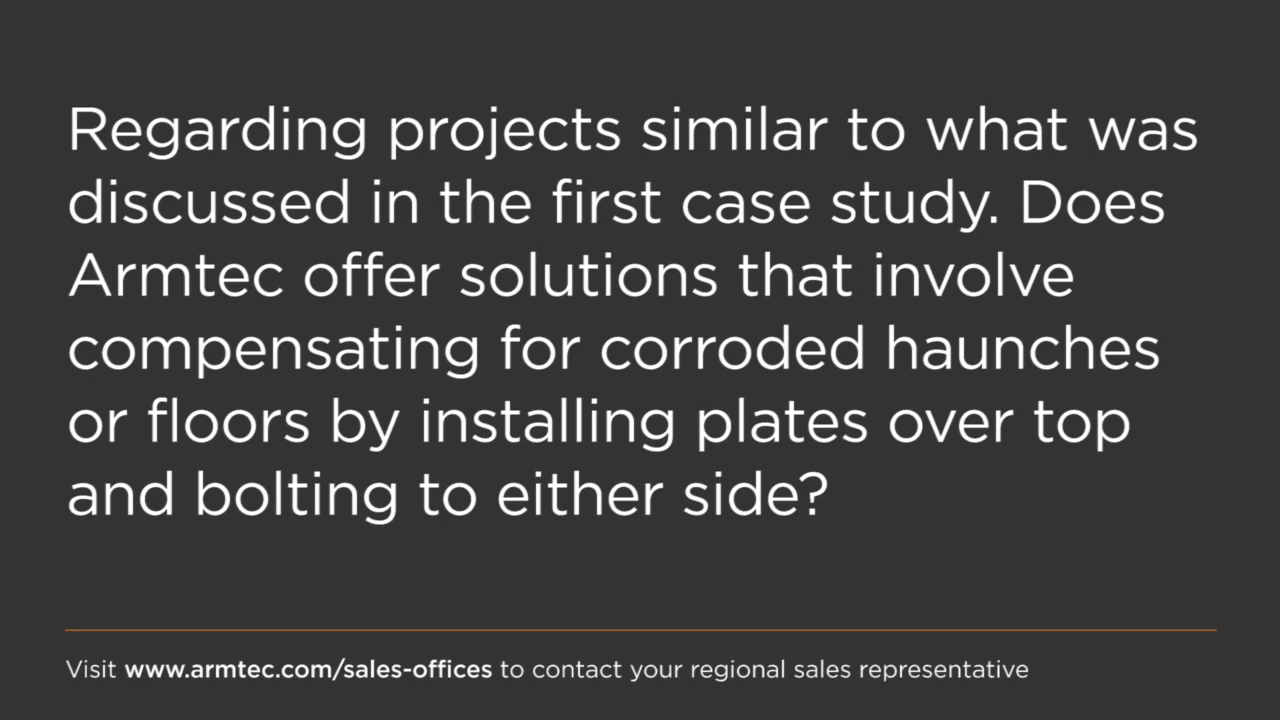 Regarding projects similar to what was
discussed in the first case study. Does
Armtec offer solutions that involve
compensating for corroded haunches
or floors by installing plates over top
and bolting to either side?
Visit www.armtec.com/sales-offices to contact your regional sales representative